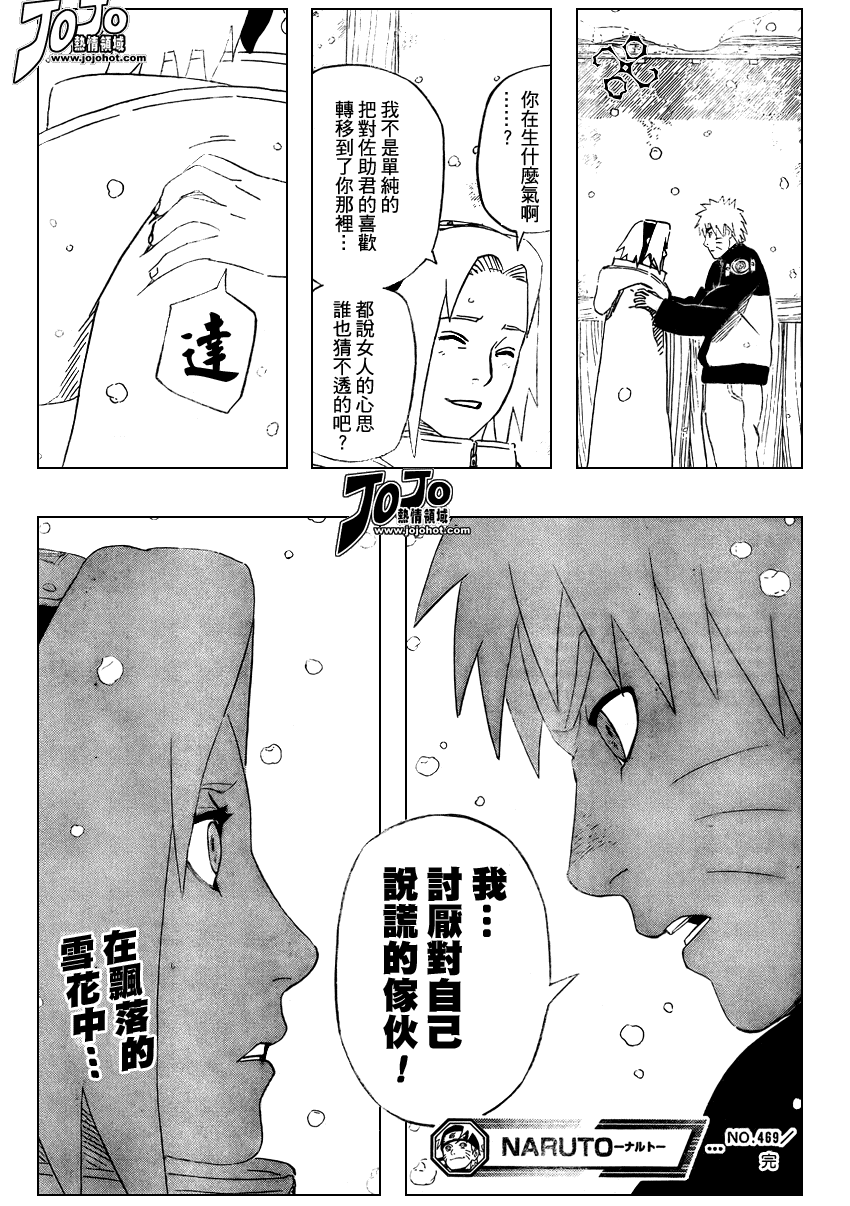 JOJO
熱情領域
www.jojohot.com
你在生什麼氣啊
……？
我不是單純的
把對佐助君的喜歡
轉移到了你那裡…
都說女人的心思
誰也猜不透的吧？
達
JOJO
熱情領域
www.jojohot.com
我…
討厭對自己
說謊的傢伙！
在飄落的
雪花中…
NARUTO—ナルト—
…
NO.469／
完